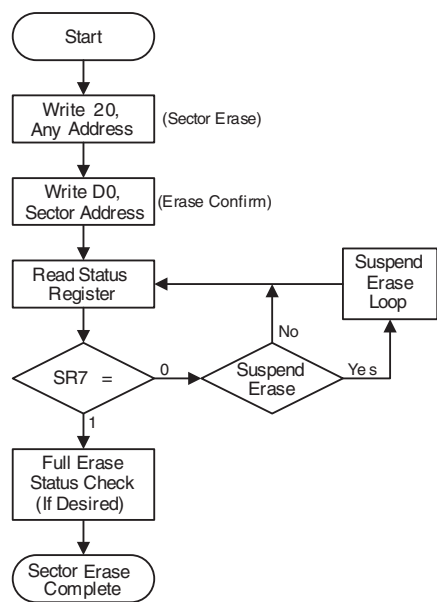 Start
Write 20,
Any Address
(Sector Erase)
Write D0,
Sector Address
(Erase Confirm)
Read Status
Register
Suspend
Erase
Loop
No
SR7 =
0
Suspend
Erase
Yes
1
Full Erase
Status Check
(If Desired)
Sector Erase
Complete